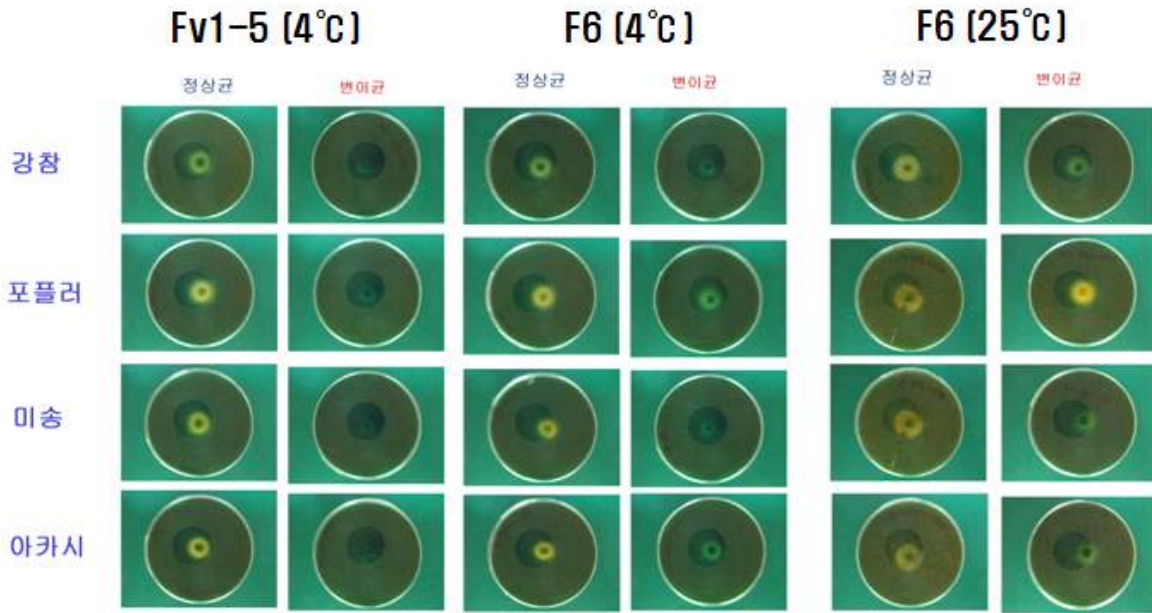 Fv1-5 (4℃) F6 (4℃) F6 (25℃)
정상균 변이균 정상균 변이균 정상균 변이균
강참
포플러
미송
아카시